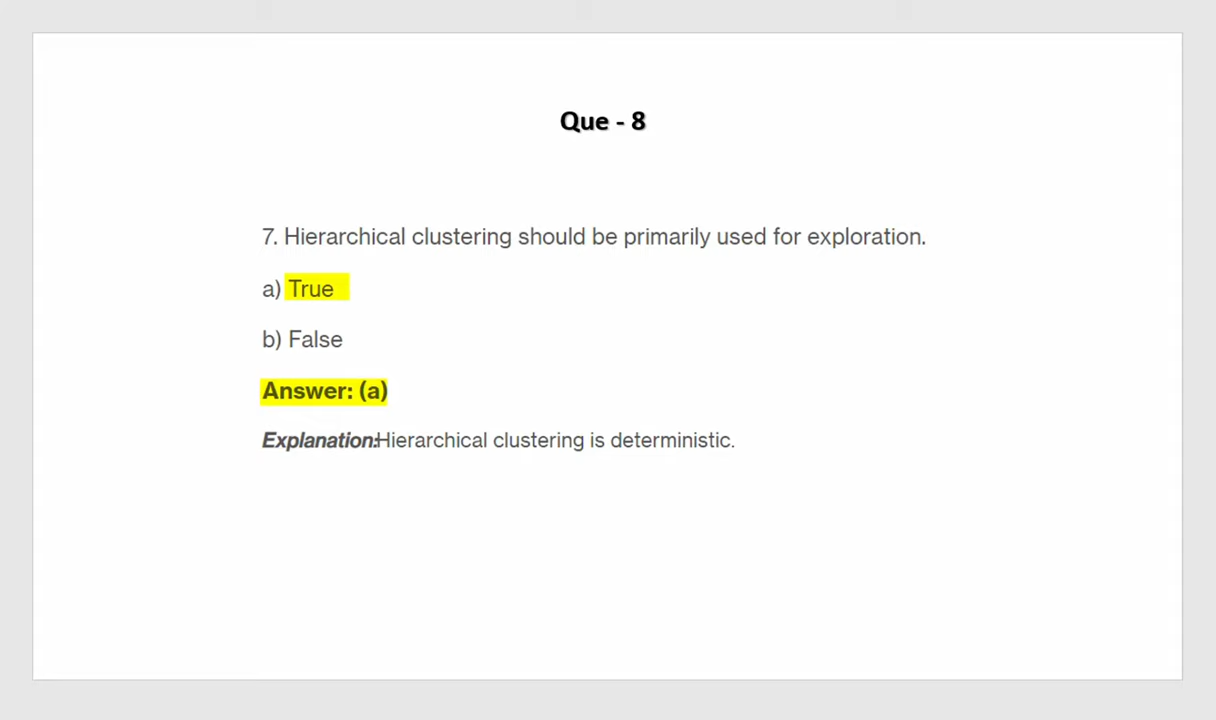 Que - 8
7. Hierarchical clustering should be primarily used for exploration.
a) True
b) False
Answer: (a)
Explanation:Hierarchical clustering is deterministic.